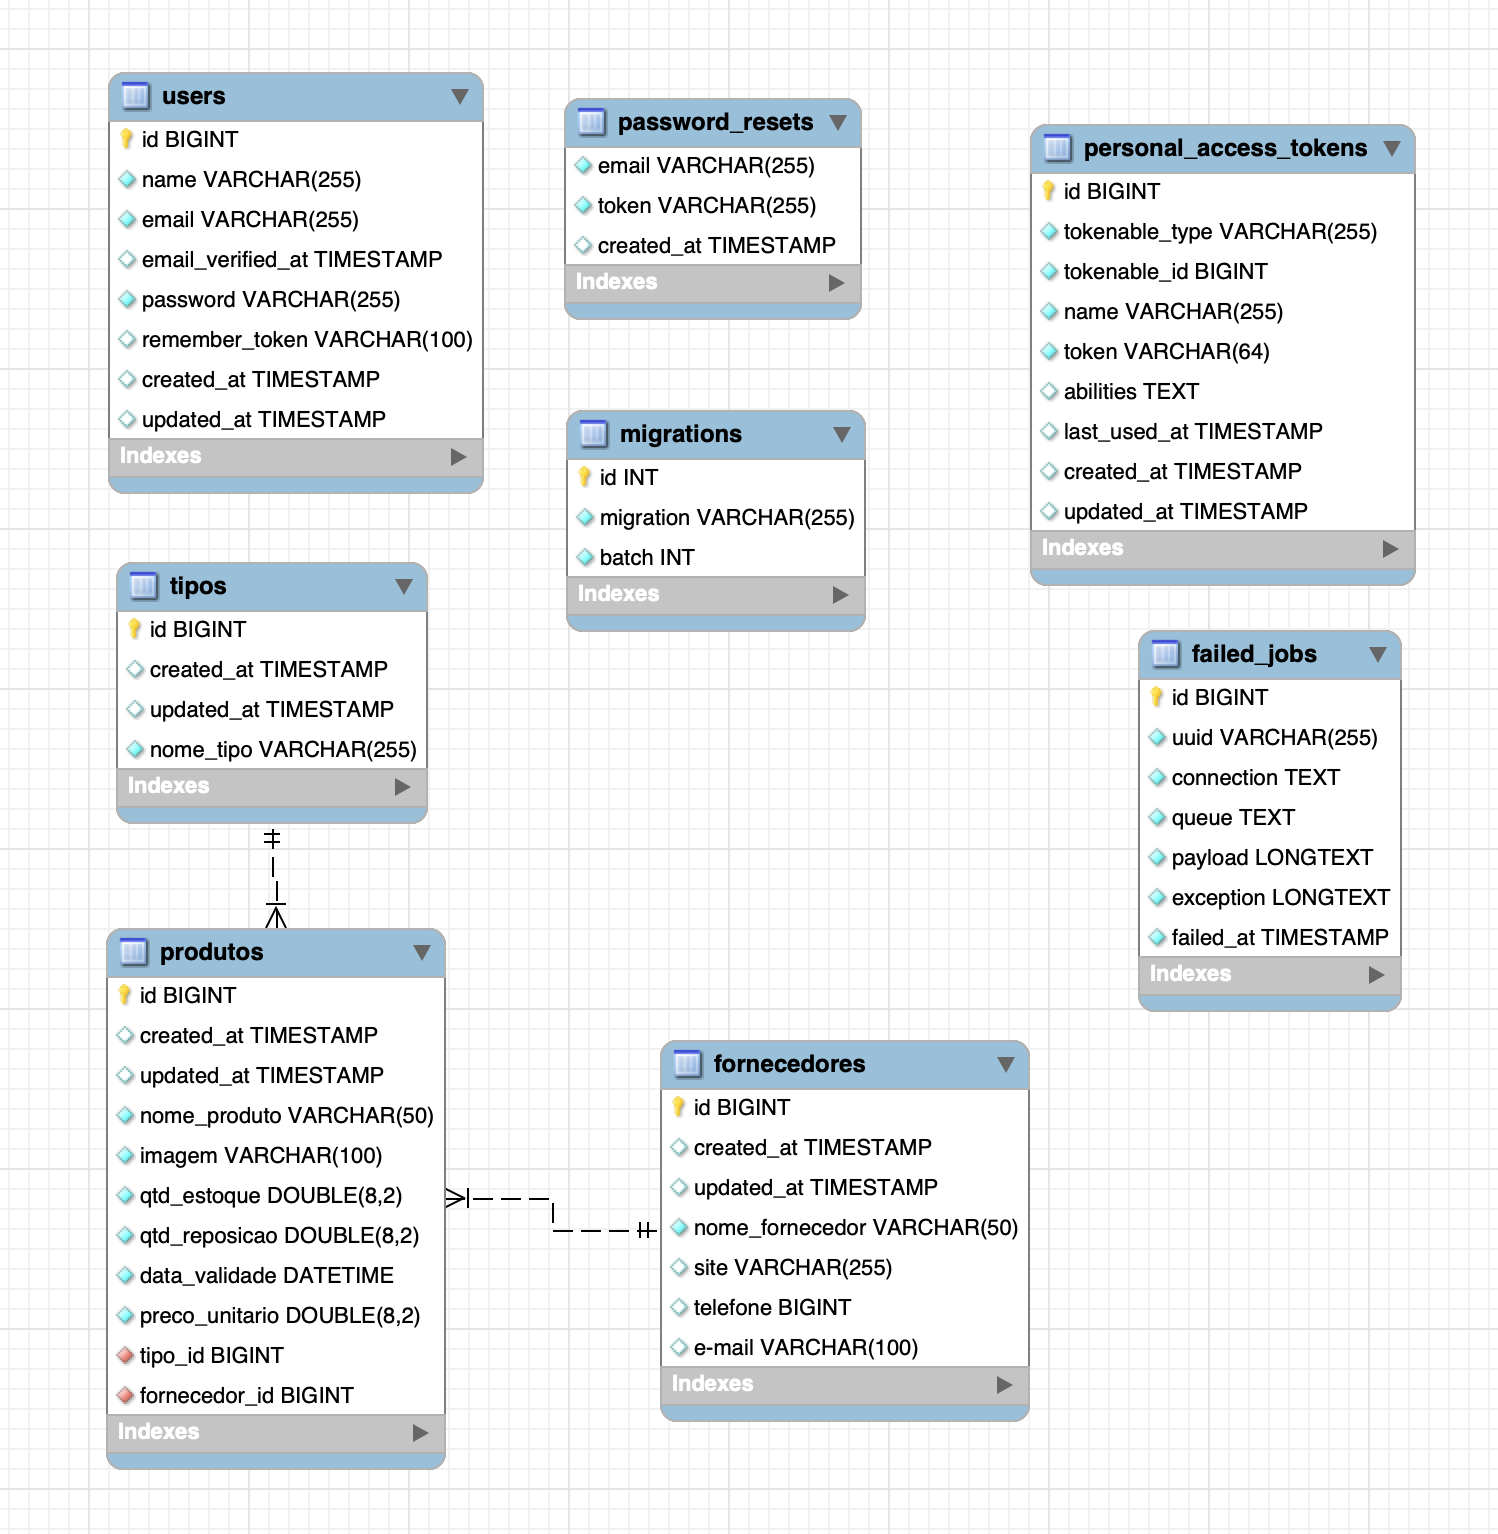 users
id BIGINT
name VARCHAR(255)
email VARCHAR(255)
email_verified_at TIMESTAMP
password VARCHAR(255)
remember_token VARCHAR(100)
created_at TIMESTAMP
updated_at TIMESTAMP
Indexes
password_resets
email VARCHAR(255)
token VARCHAR(255)
created_at TIMESTAMP
Indexes
personal_access_tokens
id BIGINT
tokenable_type VARCHAR(255)
tokenable_id BIGINT
name VARCHAR(255)
token VARCHAR(64)
abilities TEXT
last_used_at TIMESTAMP
created_at TIMESTAMP
updated_at TIMESTAMP
Indexes
migrations
id INT
migration VARCHAR(255)
batch INT
Indexes
tipos
id BIGINT
created_at TIMESTAMP
updated_at TIMESTAMP
nome_tipo VARCHAR(255)
Indexes
failed_jobs
id BIGINT
uuid VARCHAR(255)
connection TEXT
queue TEXT
payload LONGTEXT
exception LONGTEXT
failed_at TIMESTAMP
Indexes
produtos
id BIGINT
created_at TIMESTAMP
updated_at TIMESTAMP
nome_produto VARCHAR(50)
imagem VARCHAR(100)
qtd_estoque DOUBLE(8,2)
qtd_reposicao DOUBLE(8,2)
data_validade DATETIME
preco_unitario DOUBLE(8,2)
tipo_id BIGINT
fornecedor_id BIGINT
Indexes
fornecedores
id BIGINT
created_at TIMESTAMP
updated_at TIMESTAMP
nome_fornecedor VARCHAR(50)
site VARCHAR(255)
telefone BIGINT
e-mail VARCHAR(100)
Indexes